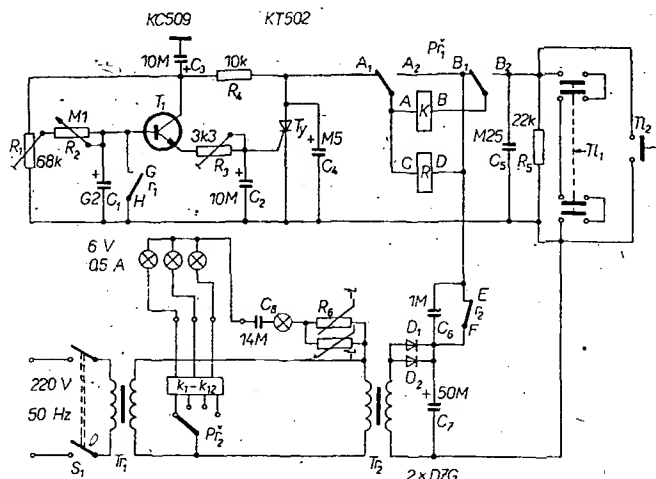 KC509 KT502
10M C3
10k
R4
A1 A2 Př1 B1 B2
T1
M1
R2
3k3
R3
Ty
M5
C4
A K B
C R D
M25
C5
22k
R5
Tl1
Tl2
R1 68k
G2 C1
G r1
H
10M C2
6 V
0,5 A
C8
14M
R6
-t
-t
1M
C6
E
r2
F
D1
D2
50M
C7
220 V
50 Hz
S1
Tr1
k1-k12
Př2
Tr2
2×D7G